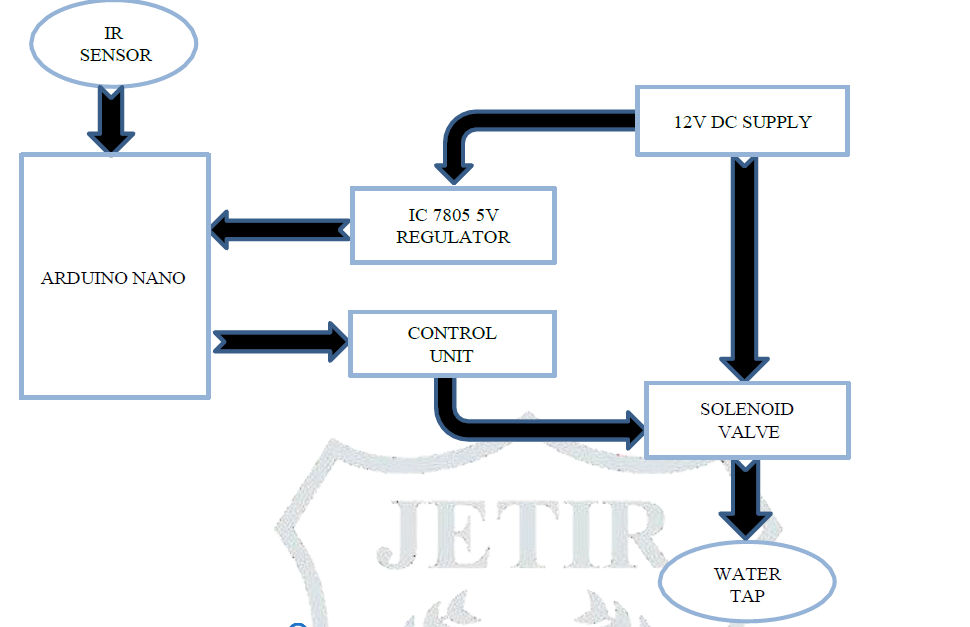 IR
SENSOR
12V DC SUPPLY
IC 7805 5V
REGULATOR
ARDUINO NANO
CONTROL
UNIT
SOLENOID
VALVE
JETIR
WATER
TAP